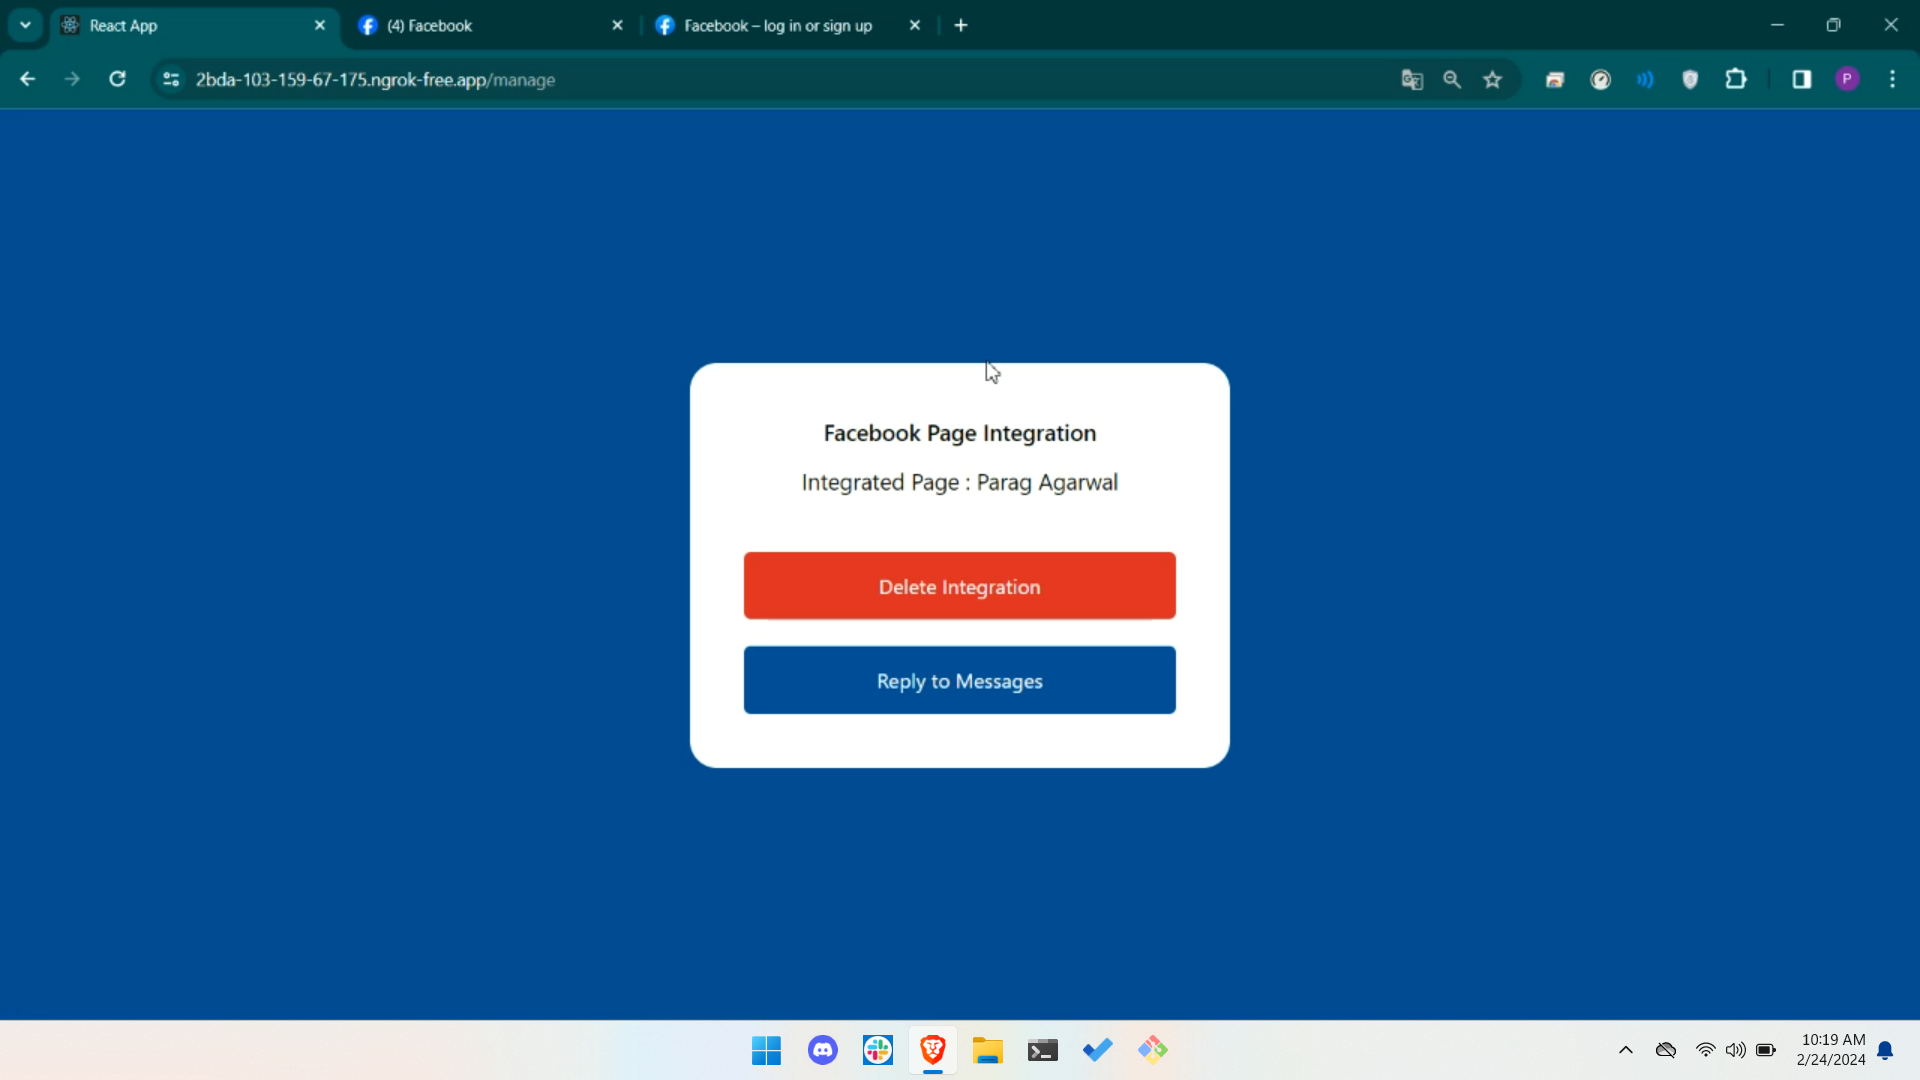 React App
(4) Facebook
Facebook – log in or sign up
2bda-103-159-67-175.ngrok-free.app/manage
P
Facebook Page Integration
Integrated Page : Parag Agarwal
Delete Integration
Reply to Messages
10:19 AM
2/24/2024